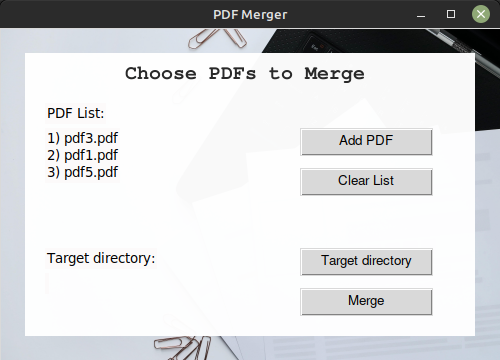 PDF Merger
Choose PDFs to Merge
PDF List:
1) pdf3.pdf
2) pdf1.pdf
3) pdf5.pdf
Add PDF
Clear List
Target directory:
Target directory
Merge